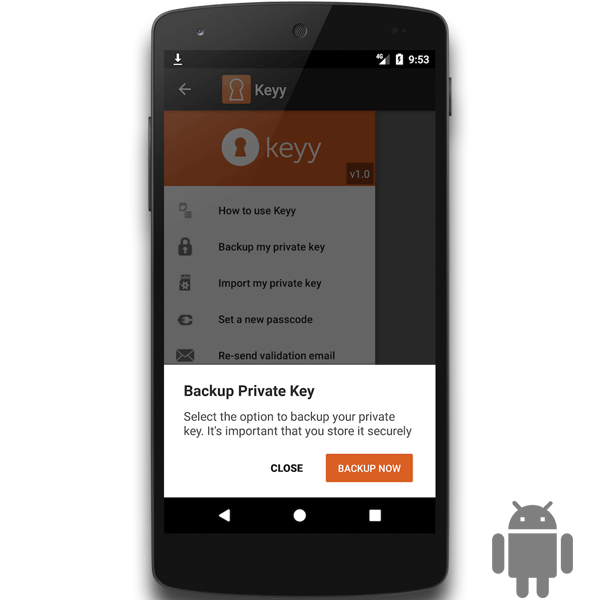 4G 9:53
Keyy
keyy
v1.0
How to use Keyy
Backup my private key
Import my private key
Set a new passcode
Re-send validation email
Backup Private Key
Select the option to backup your private
key. It's important that you store it securely
CLOSE BACKUP NOW